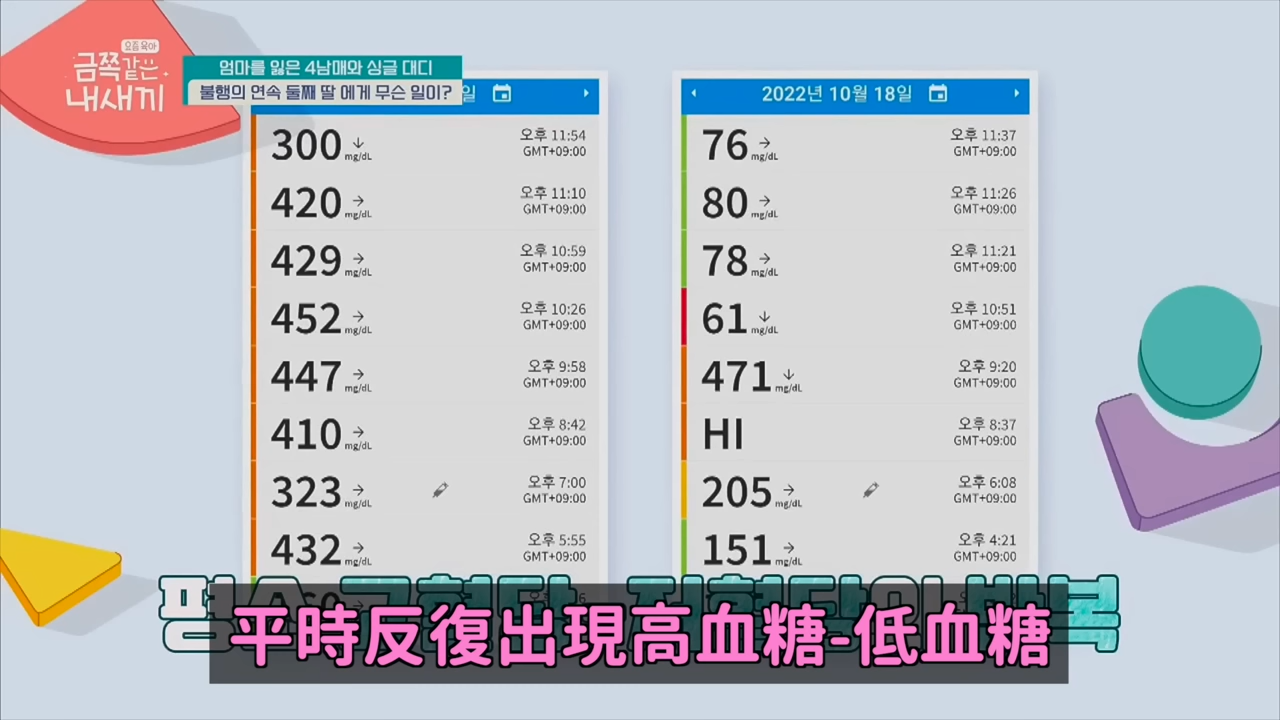 요즘 육아
금쪽같은
내새끼
엄마를 잃은 4남매와 싱글 대디
불행의 연속 둘째 딸에게 무슨 일이?
일
300 ↓ mg/dL 오후 11:54 GMT+09:00
420 → mg/dL 오후 11:10 GMT+09:00
429 → mg/dL 오후 10:59 GMT+09:00
452 → mg/dL 오후 10:26 GMT+09:00
447 → mg/dL 오후 9:58 GMT+09:00
410 → mg/dL 오후 8:42 GMT+09:00
323 → mg/dL 오후 7:00 GMT+09:00
432 → mg/dL 오후 5:55 GMT+09:00
2022년 10월 18일
76 → mg/dL 오후 11:37 GMT+09:00
80 → mg/dL 오후 11:26 GMT+09:00
78 → mg/dL 오후 11:21 GMT+09:00
61 ↓ mg/dL 오후 10:51 GMT+09:00
471 ↓ mg/dL 오후 9:20 GMT+09:00
HI 오후 8:37 GMT+09:00
205 → mg/dL 오후 6:08 GMT+09:00
151 → mg/dL 오후 4:21 GMT+09:00
平時反復出現高血糖-低血糖